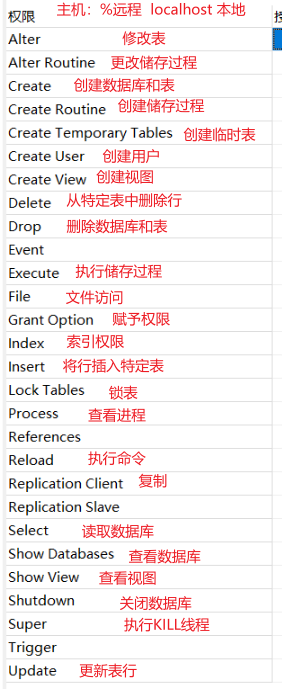 主机：%远程 localhost 本地
权限
Alter 修改表
Alter Routine 更改储存过程
Create 创建数据库和表
Create Routine 创建储存过程
Create Temporary Tables 创建临时表
Create User 创建用户
Create View 创建视图
Delete 从特定表中删除行
Drop 删除数据库和表
Event
Execute 执行储存过程
File 文件访问
Grant Option 赋予权限
Index 索引权限
Insert 将行插入特定表
Lock Tables 锁表
Process 查看进程
References
Reload 执行命令
Replication Client 复制
Replication Slave
Select 读取数据库
Show Databases 查看数据库
Show View 查看视图
Shutdown 关闭数据库
Super 执行KILL线程
Trigger
Update 更新表行